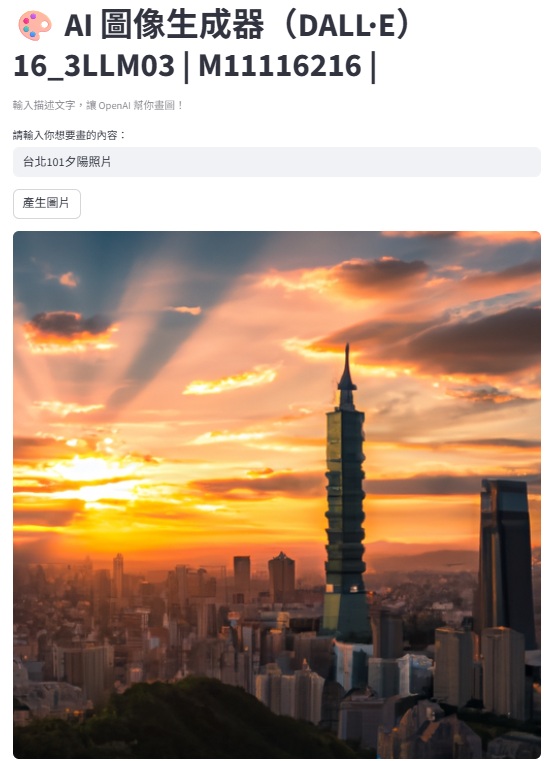 🎨 AI 圖像生成器（DALL·E）
16_3LLM03 | M11116216 |
輸入描述文字，讓 OpenAI 幫你畫圖！
請輸入你想要畫的內容：
台北101夕陽照片
產生圖片